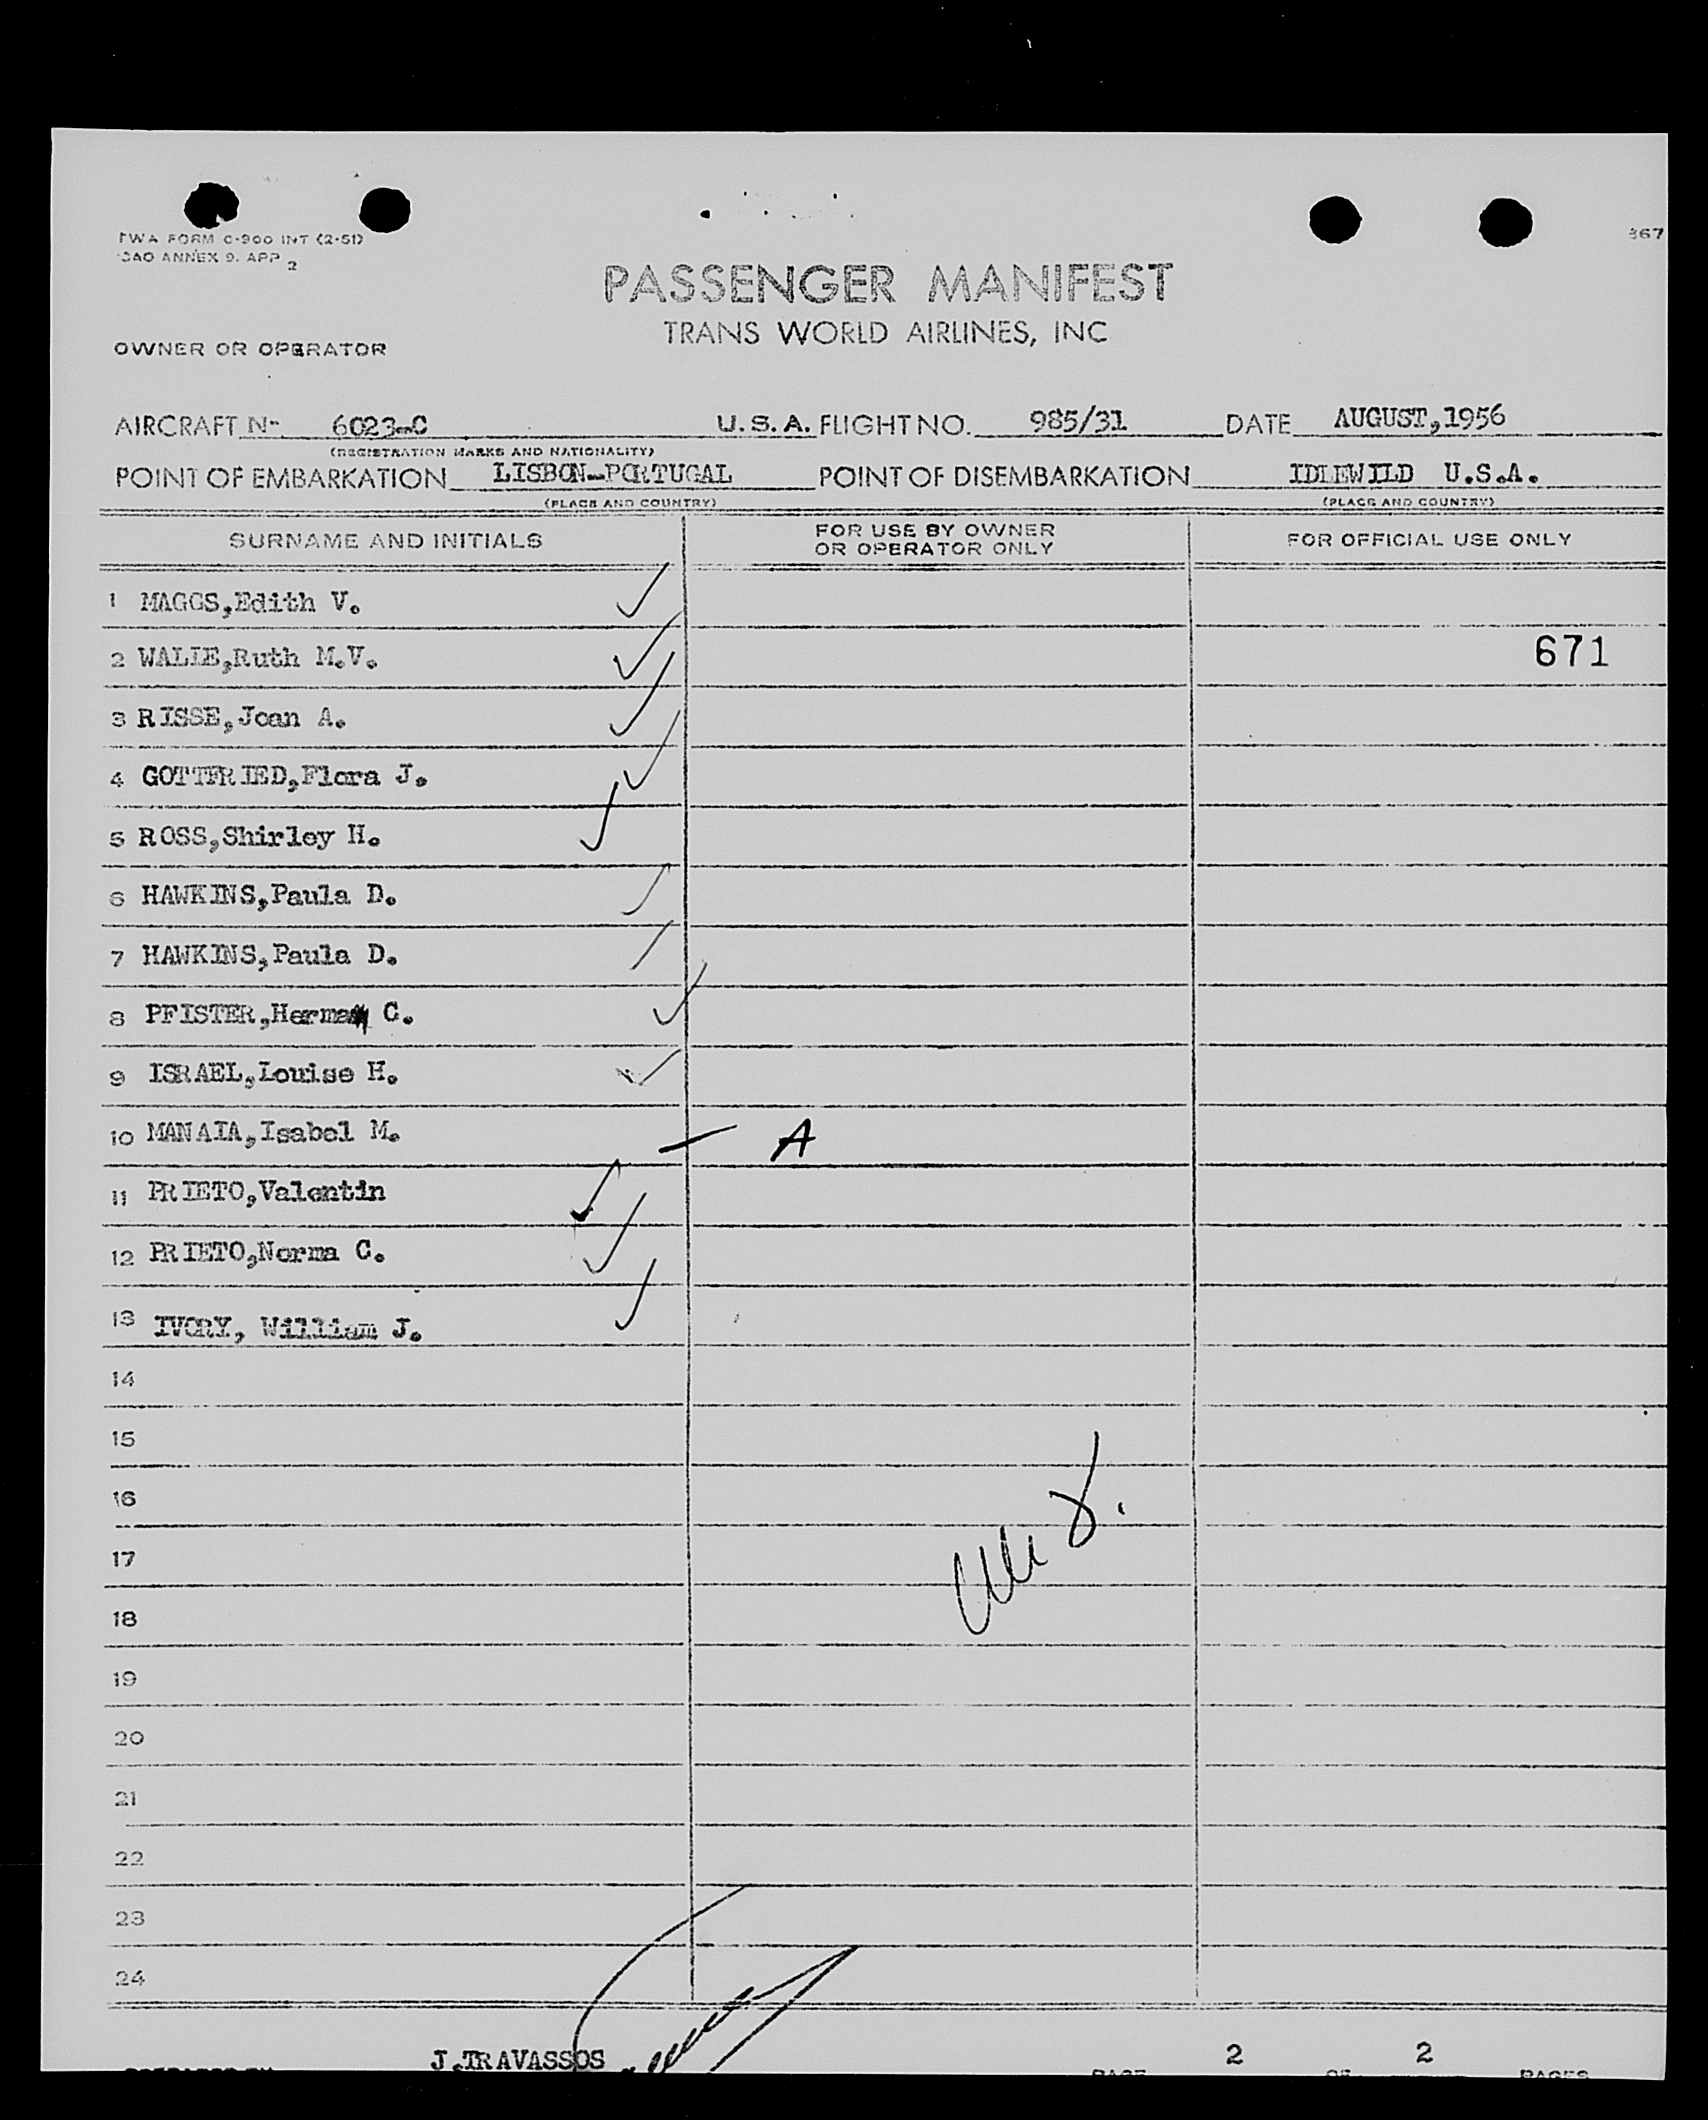 TWA FORM C-900 INT (2-51)
ICAO ANNEX 9. APP 2
367
PASSENGER MANIFEST
TRANS WORLD AIRLINES, INC
OWNER OR OPERATOR
AIRCRAFT N- 6023-C U.S.A. FLIGHT NO. 985/31 DATE AUGUST,1956
(REGISTRATION MARKS AND NATIONALITY)
POINT OF EMBARKATION LISBON-PORTUGAL POINT OF DISEMBARKATION IDLEWILD U.S.A.
(PLACE AND COUNTRY) (PLACE AND COUNTRY)
SURNAME AND INITIALS FOR USE BY OWNER OR OPERATOR ONLY FOR OFFICIAL USE ONLY
1 MAGGS,Edith V.
2 WALIE,Ruth M.V. 671
3 RISSE,Joan A.
4 GOTTFRIED,Flora J.
5 ROSS,Shirley H.
6 HAWKINS,Paula D.
7 HAWKINS,Paula D.
8 PFISTER,Herman C.
9 ISRAEL,Louise H.
10 MANAIA,Isabel M. — A
11 PRIETO,Valentin
12 PRIETO,Norma C.
13 IVORY, William J.
14
15
16
17
18
19
20
21
22
23
24
J.TRAVASSOS 2 2
PAGE OF PAGES